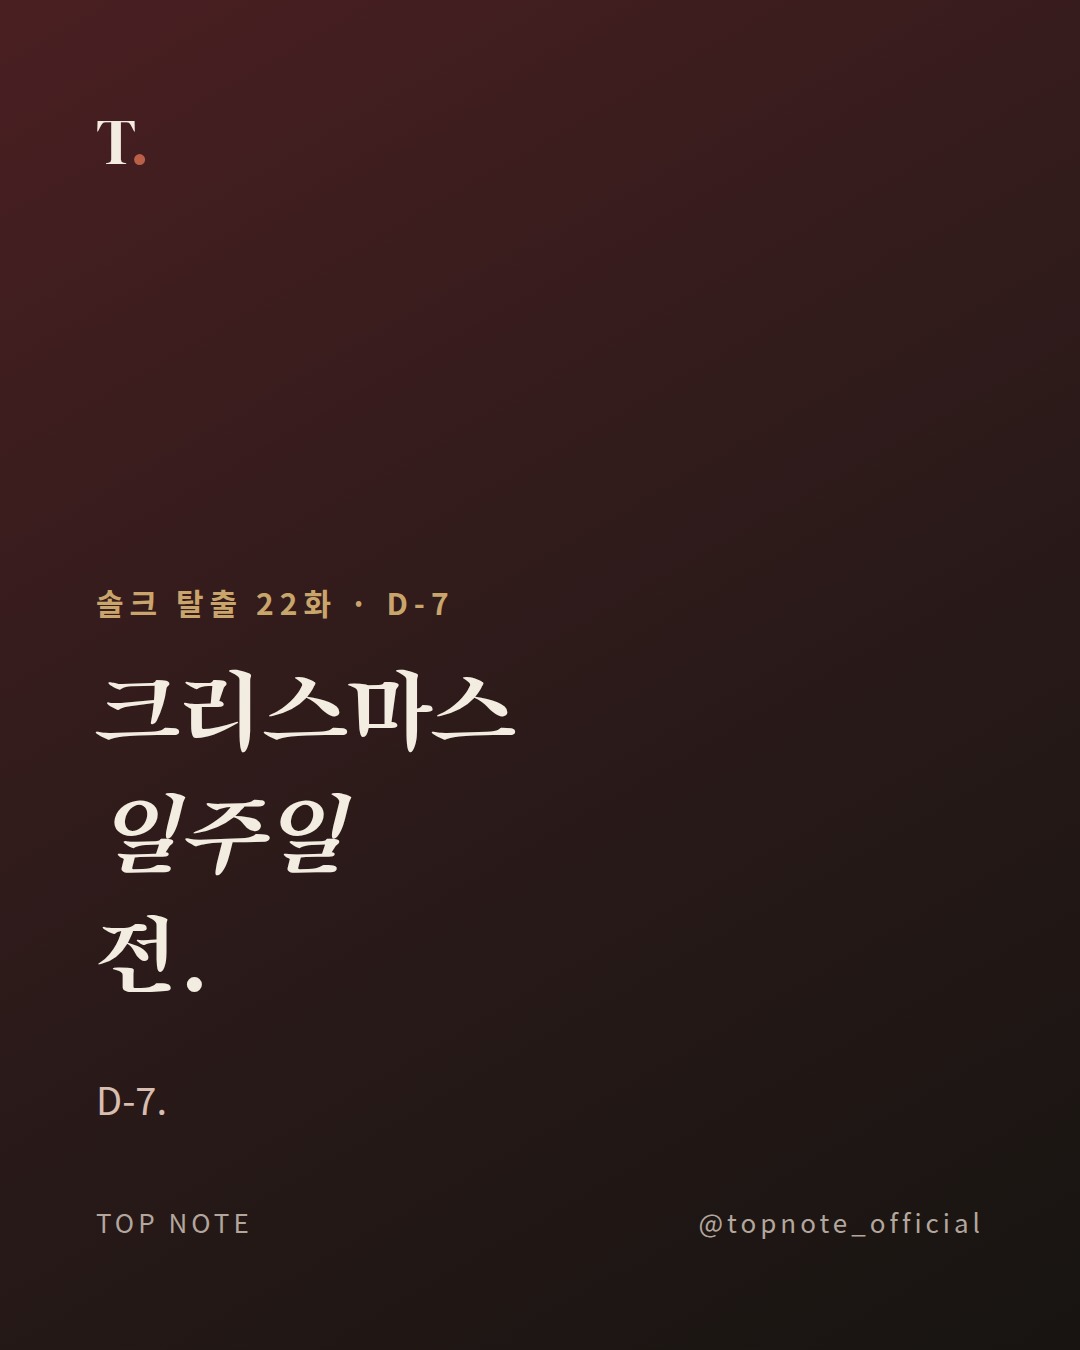 T.
솔크 탈출 22화 · D-7
크리스마스
일주일
전.
D-7.
TOP NOTE
@topnote_official